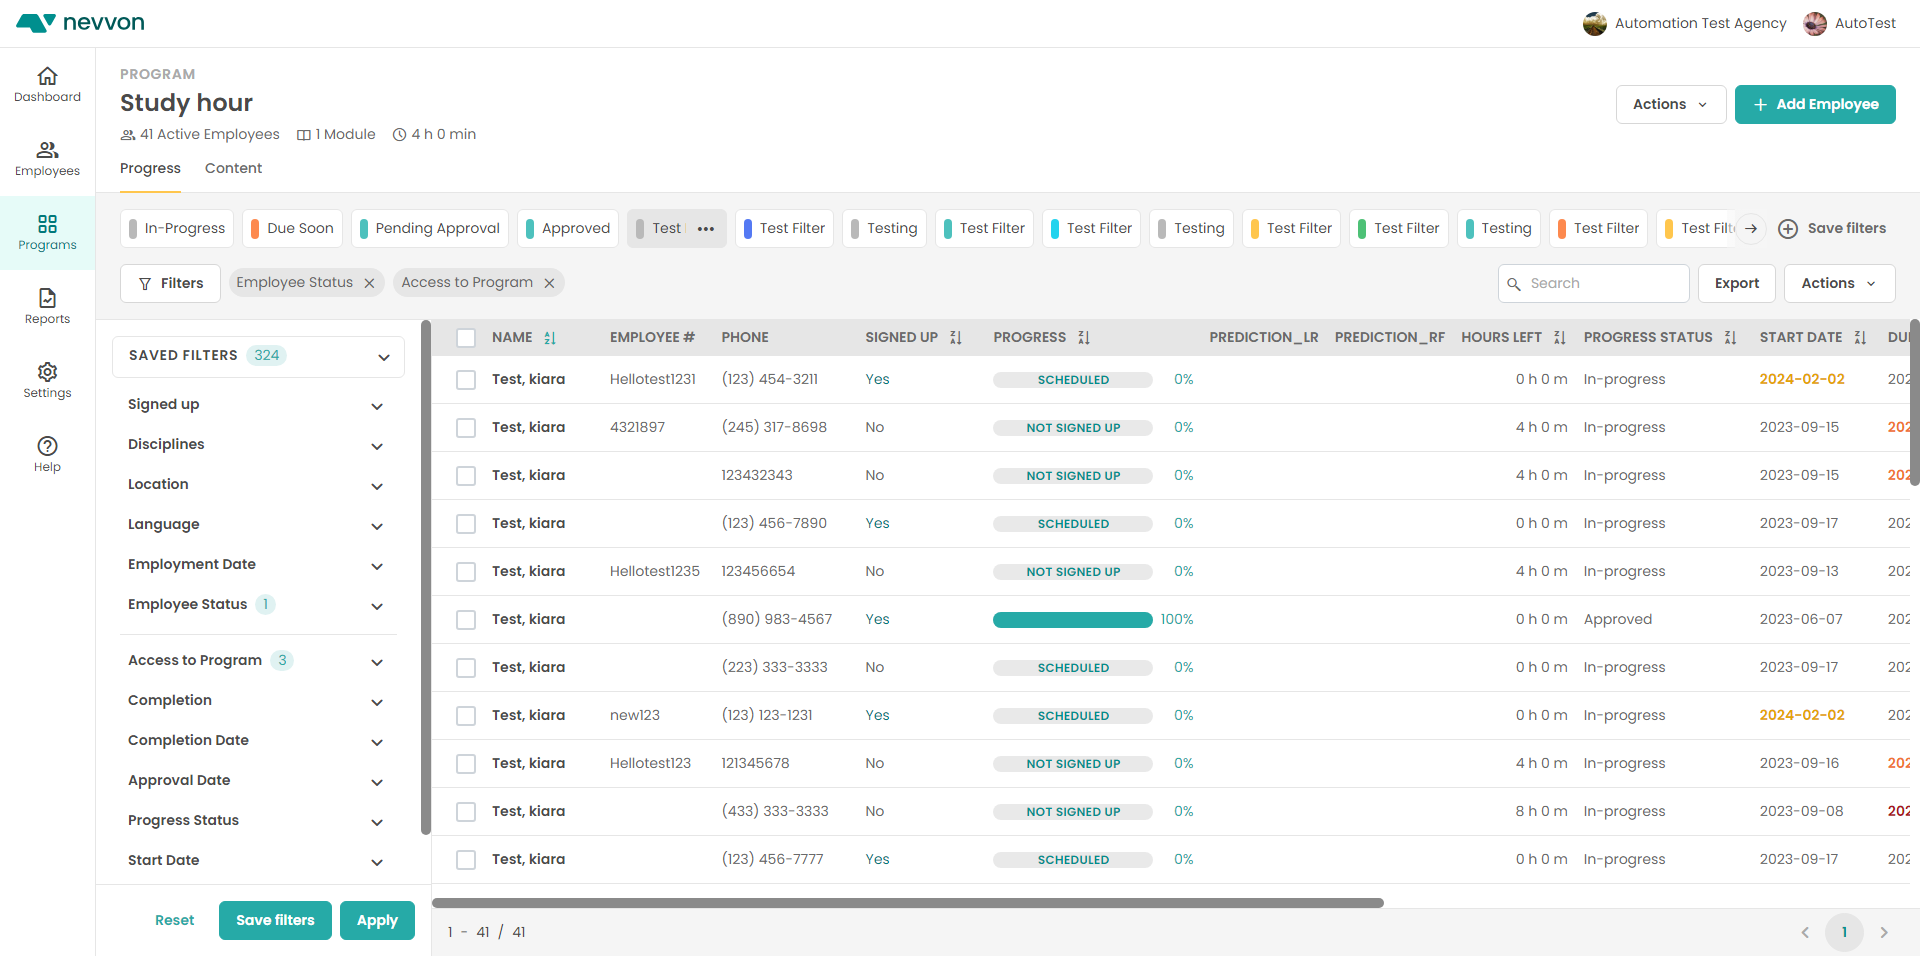 nevvon
Automation Test Agency
AutoTest
Dashboard
Employees
Programs
Reports
Settings
Help
PROGRAM
Study hour
41 Active Employees 1 Module 4 h 0 min
Actions
Add Employee
Progress Content
In-Progress Due Soon Pending Approval Approved Test ••• Test Filter Testing Test Filter Test Filter Testing Test Filter Test Filter Testing Test Filter Test Filte Save filters
Filters Employee Status Access to Program Search Export Actions
SAVED FILTERS 324
Signed up
Disciplines
Location
Language
Employment Date
Employee Status 1
Access to Program 3
Completion
Completion Date
Approval Date
Progress Status
Start Date
Reset Save filters Apply
NAME EMPLOYEE # PHONE SIGNED UP PROGRESS PREDICTION_LR PREDICTION_RF HOURS LEFT PROGRESS STATUS START DATE DU
Test, kiara Hellotest1231 (123) 454-3211 Yes SCHEDULED 0% 0 h 0 m In-progress 2024-02-02 202
Test, kiara 4321897 (245) 317-8698 No NOT SIGNED UP 0% 4 h 0 m In-progress 2023-09-15 202
Test, kiara 123432343 No NOT SIGNED UP 0% 4 h 0 m In-progress 2023-09-15 202
Test, kiara (123) 456-7890 Yes SCHEDULED 0% 0 h 0 m In-progress 2023-09-17 202
Test, kiara Hellotest1235 123456654 No NOT SIGNED UP 0% 4 h 0 m In-progress 2023-09-13 202
Test, kiara (890) 983-4567 Yes 100% 0 h 0 m Approved 2023-06-07 202
Test, kiara (223) 333-3333 No SCHEDULED 0% 0 h 0 m In-progress 2023-09-17 202
Test, kiara new123 (123) 123-1231 Yes SCHEDULED 0% 0 h 0 m In-progress 2024-02-02 202
Test, kiara Hellotest123 121345678 No NOT SIGNED UP 0% 4 h 0 m In-progress 2023-09-16 202
Test, kiara (433) 333-3333 No NOT SIGNED UP 0% 8 h 0 m In-progress 2023-09-08 202
Test, kiara (123) 456-7777 Yes SCHEDULED 0% 0 h 0 m In-progress 2023-09-17 202
1 - 41 / 41
1